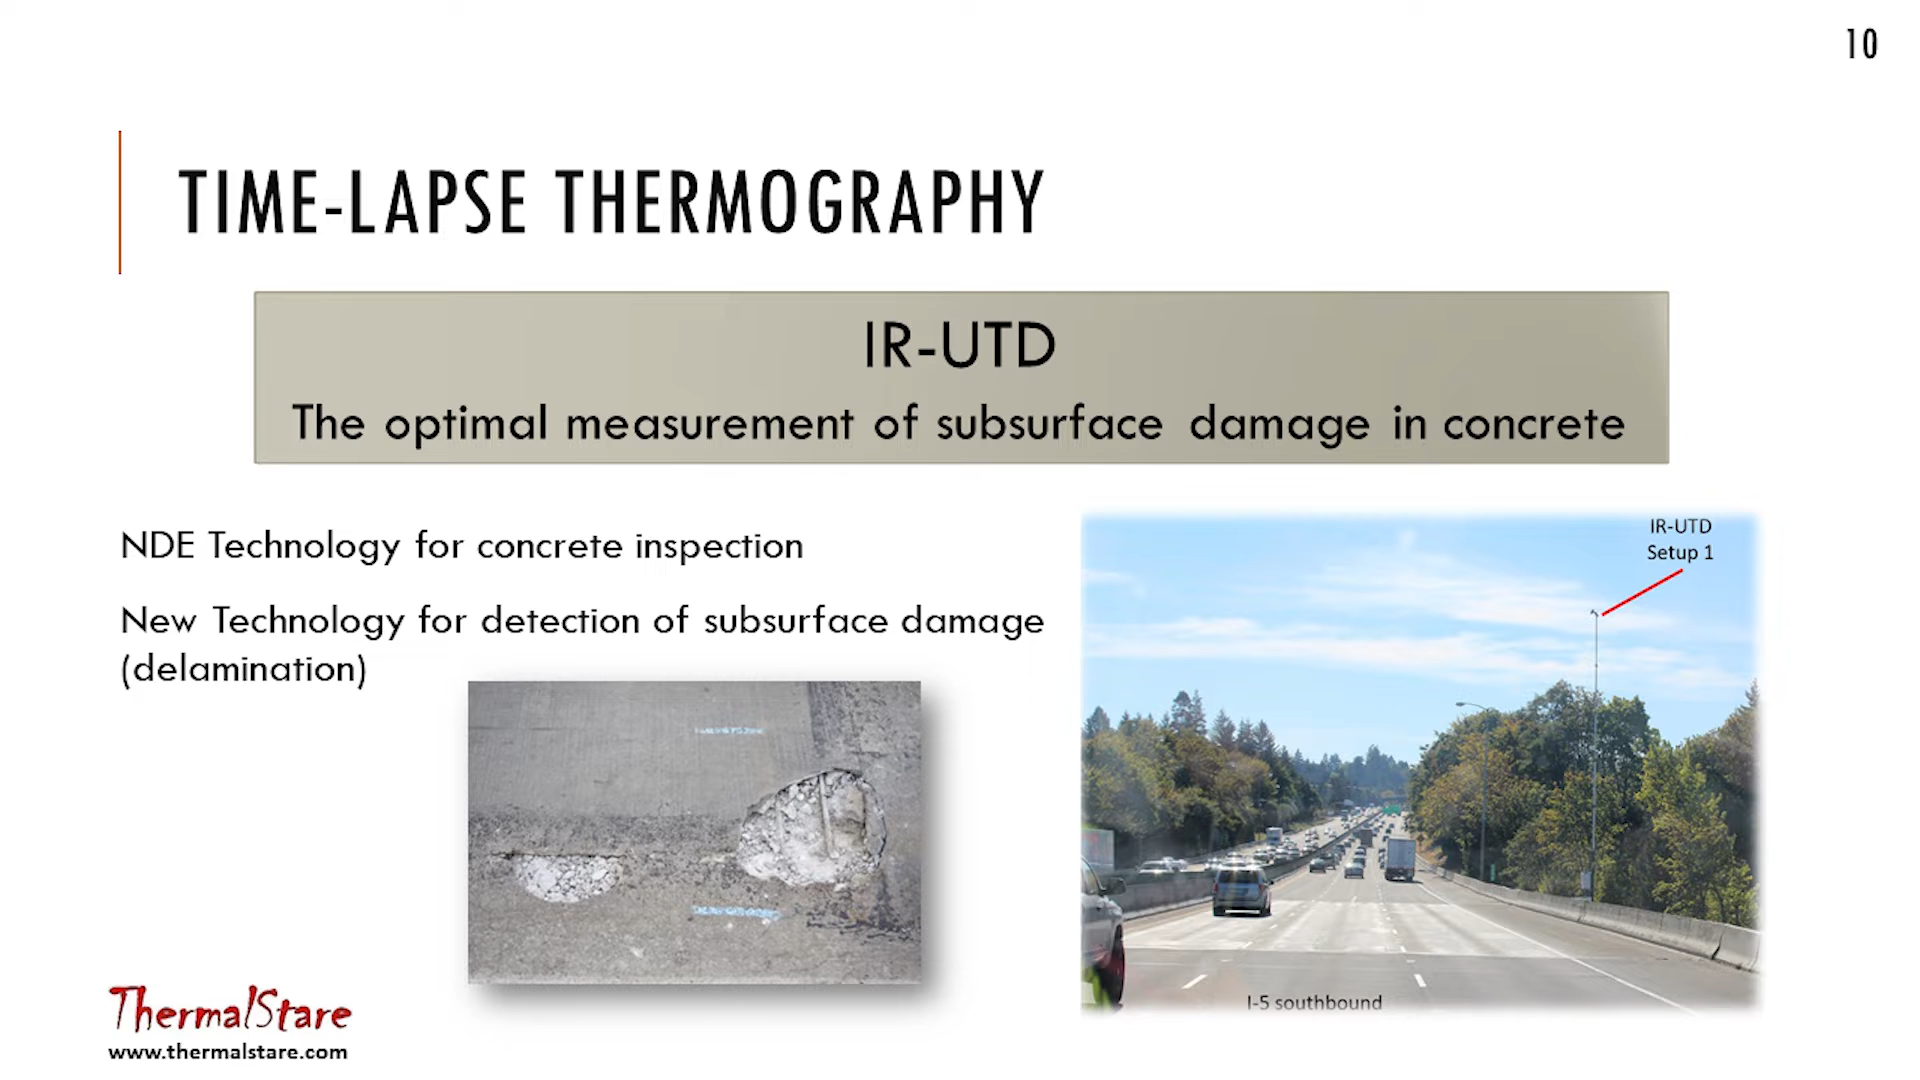 10
TIME-LAPSE THERMOGRAPHY
IR-UTD
The optimal measurement of subsurface damage in concrete
NDE Technology for concrete inspection
New Technology for detection of subsurface damage
(delamination)
IR-UTD
Setup 1
I-5 southbound
ThermalStare
www.thermalstare.com